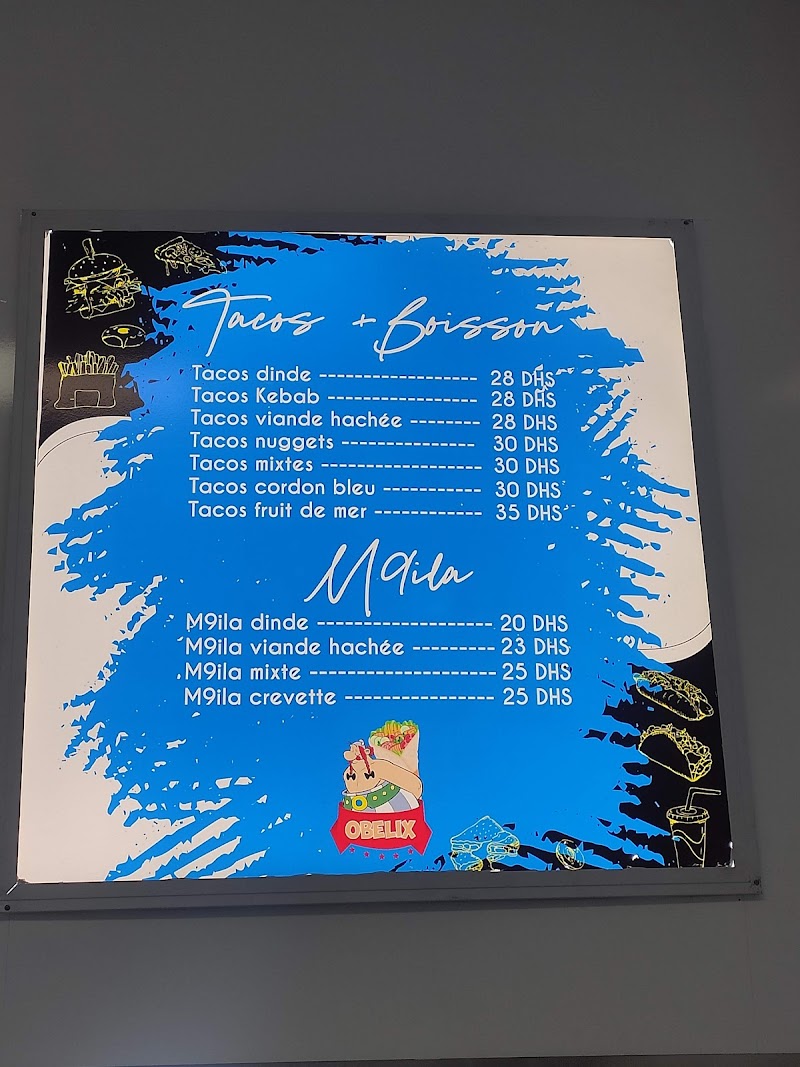 Tacos + Boisson
Tacos dinde ------------------ 28 DHS
Tacos Kebab ------------------ 28 DHS
Tacos viande hachée -------- 28 DHS
Tacos nuggets --------------- 30 DHS
Tacos mixtes ------------------ 30 DHS
Tacos cordon bleu ----------- 30 DHS
Tacos fruit de mer ------------ 35 DHS
M9ila
M9ila dinde ------------------- 20 DHS
M9ila viande hachée --------- 23 DHS
M9ila mixte -------------------- 25 DHS
M9ila crevette ---------------- 25 DHS
OBELIX